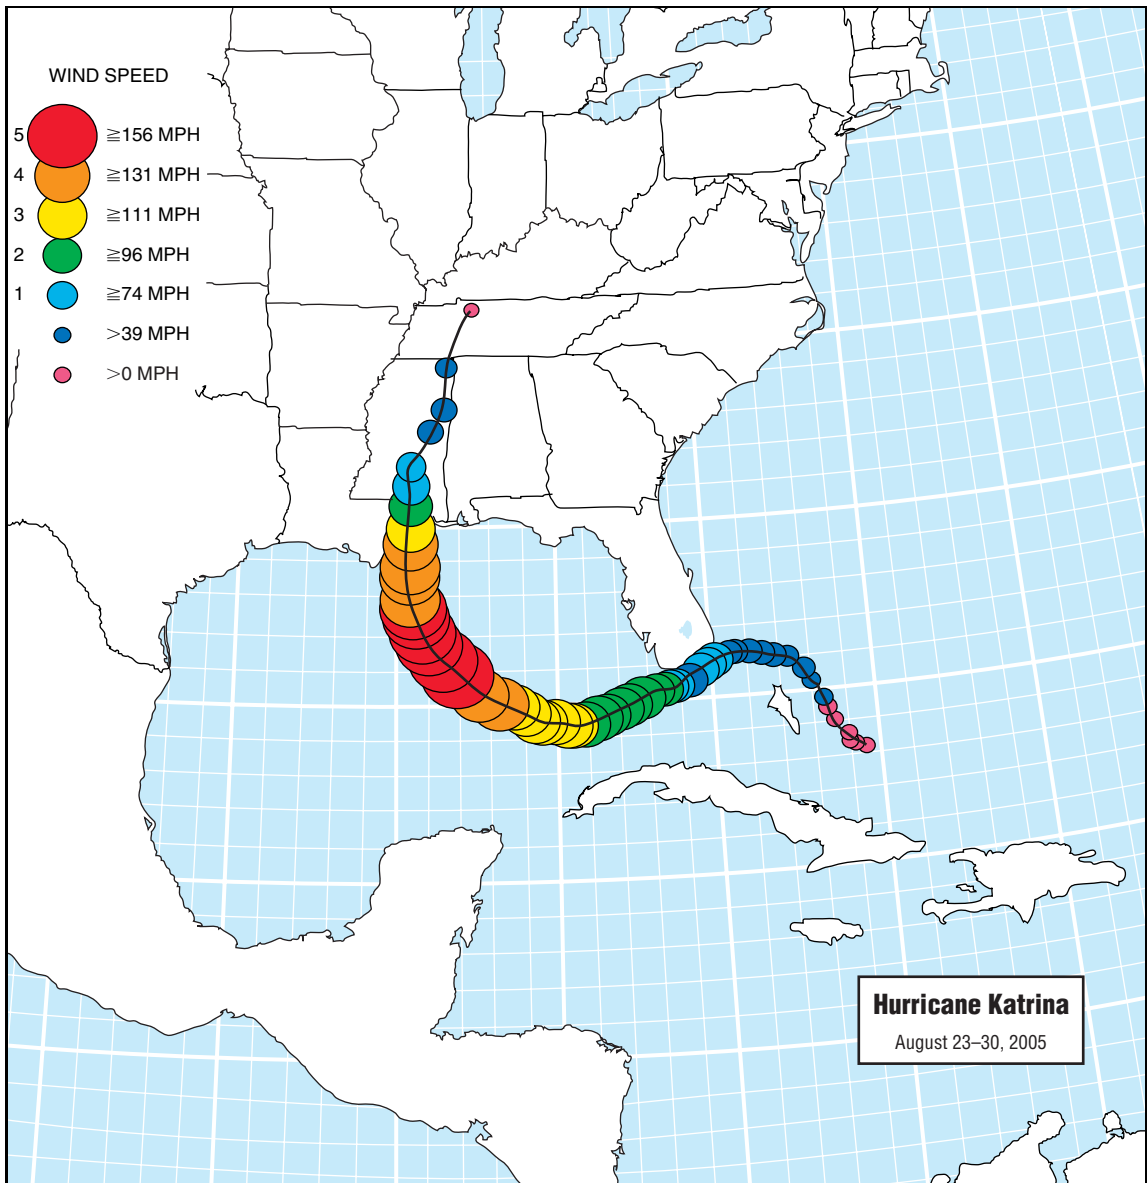 WIND SPEED
5 ≧156 MPH
4 ≧131 MPH
3 ≧111 MPH
2 ≧96 MPH
1 ≧74 MPH
>39 MPH
>0 MPH
Hurricane Katrina
August 23–30, 2005